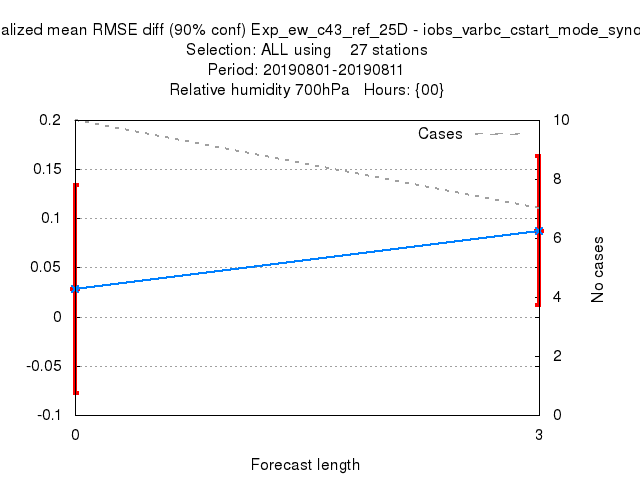 alized mean RMSE diff (90% conf) Exp_ew_c43_ref_25D - iobs_varbc_cstart_mode_syno
Selection: ALL using 27 stations
Period: 20190801-20190811
Relative humidity 700hPa Hours: {00}
0.2
0.15
0.1
0.05
0
-0.05
-0.1
Cases
10
8
6
4
2
0
No cases
0
3
Forecast length